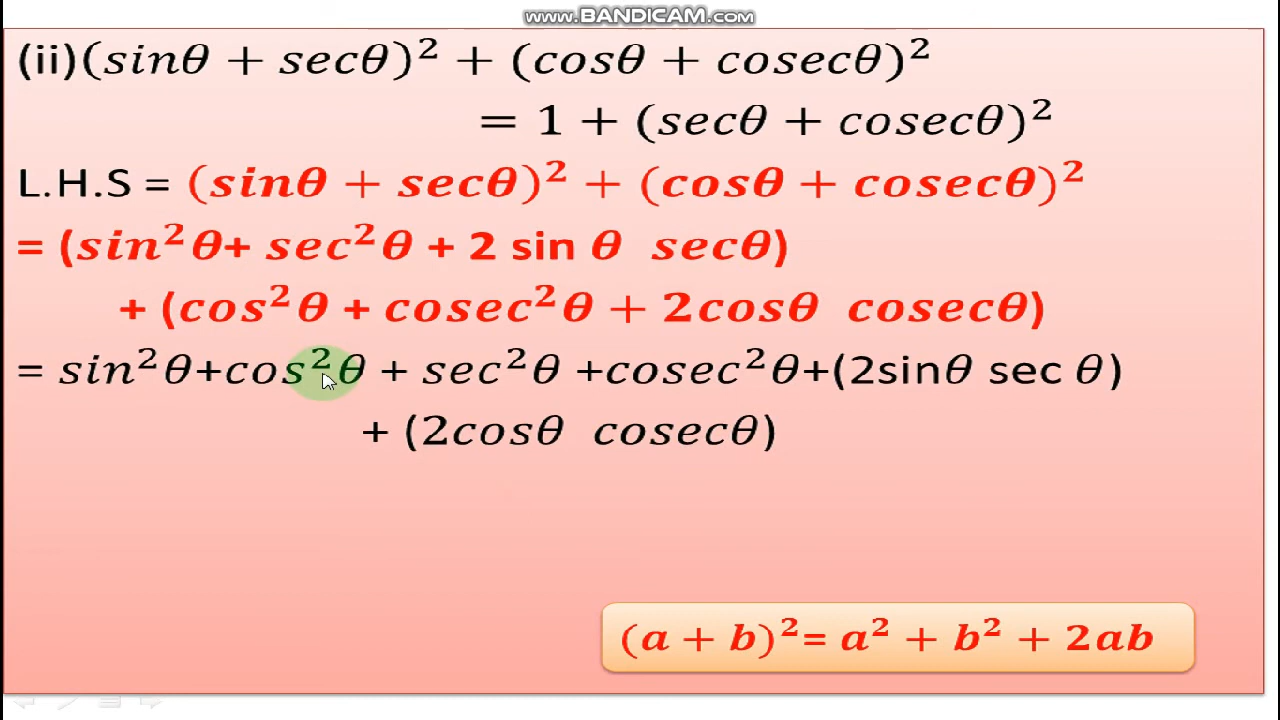 www.BANDICAM.com
(ii)(sinθ + secθ)² + (cosθ + cosecθ)²
= 1 + (secθ + cosecθ)²
L.H.S = (sinθ + secθ)² + (cosθ + cosecθ)²
= (sin²θ+ sec²θ + 2 sin θ secθ)
+ (cos²θ + cosec²θ + 2cosθ cosecθ)
= sin²θ+cos²θ + sec²θ +cosec²θ+(2sinθ sec θ)
+ (2cosθ cosecθ)
(a + b)²= a² + b² + 2ab